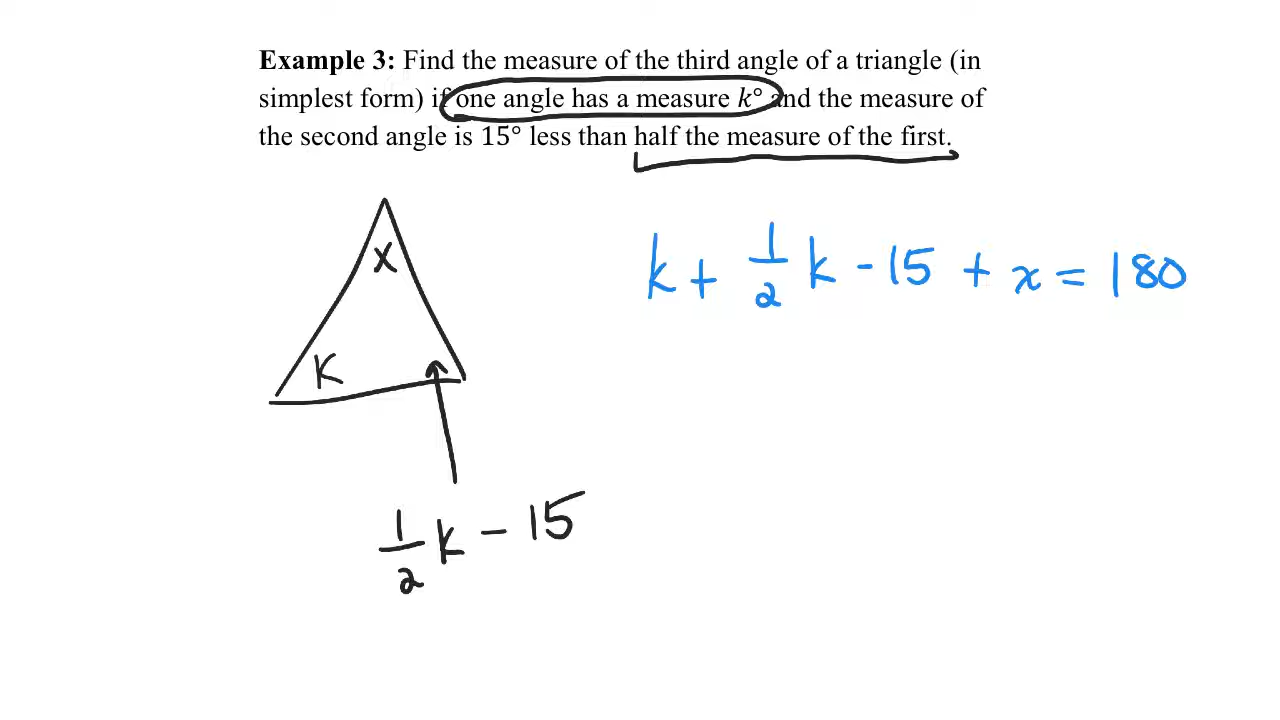 Example 3: Find the measure of the third angle of a triangle (in
simplest form) if one angle has a measure k° and the measure of
the second angle is 15° less than half the measure of the first.
k + 1/2 k - 15 + x = 180
x
K
1/2 k - 15